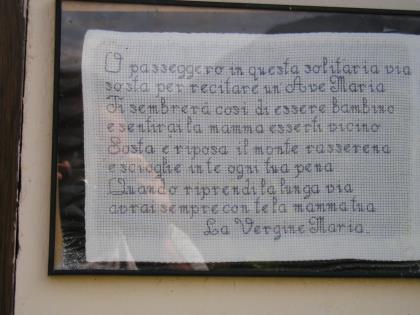 O passeggero in questa solitaria via
sosta per recitare un'Ave Maria
Ti sembrerà così di essere bambino
e sentirai la mamma esserti vicino
Sosta e riposa il monte rasserena
e scioglie in te ogni tua pena
Quando riprendi la lunga via
avrai sempre con te la mamma tua
La Vergine Maria.